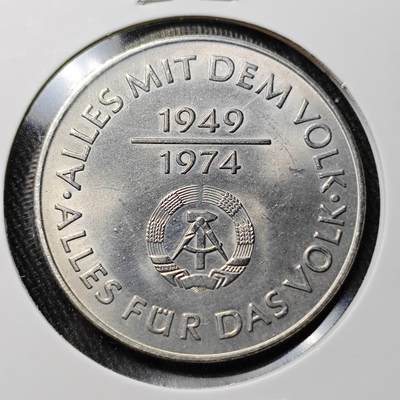 ·ALLES MIT DEM VOLK·
1949
1974
ALLES FÜR DAS VOLK